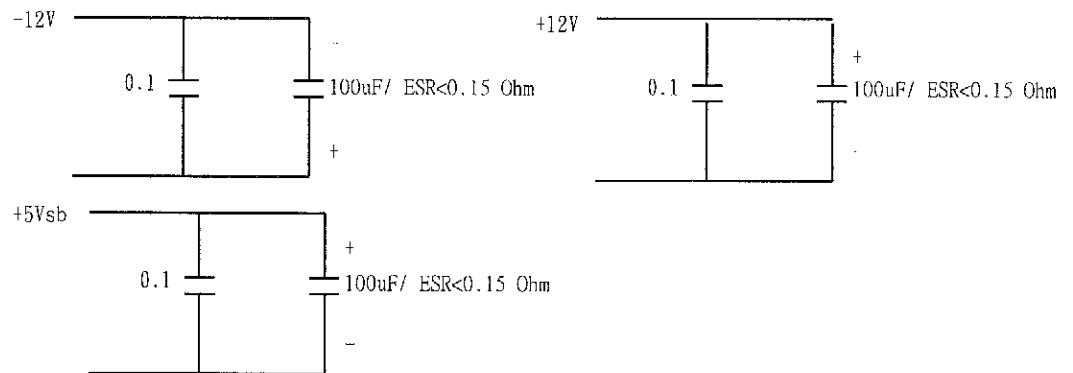 -12V
-
0.1
100uF/ ESR<0.15 Ohm
+
+12V
+
0.1
100uF/ ESR<0.15 Ohm
-
+5Vsb
+
0.1
100uF/ ESR<0.15 Ohm
-